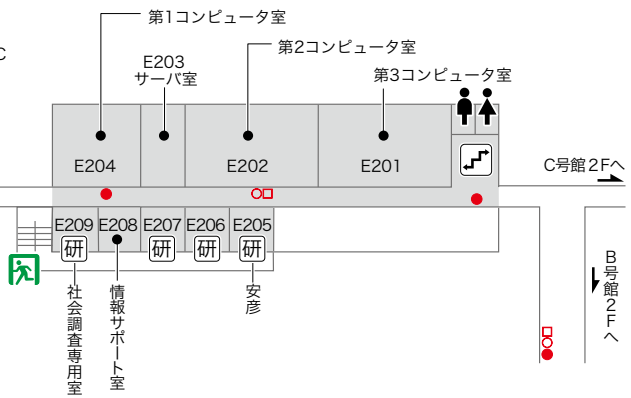 第1コンピュータ室
C
E203
サーバ室
第2コンピュータ室
第3コンピュータ室
E204
E202
E201
C号館2Fへ
E209
E208
E207
E206
E205
研
研
研
研
社会調査専用室
情報サポート室
安彦
B号館2Fへ